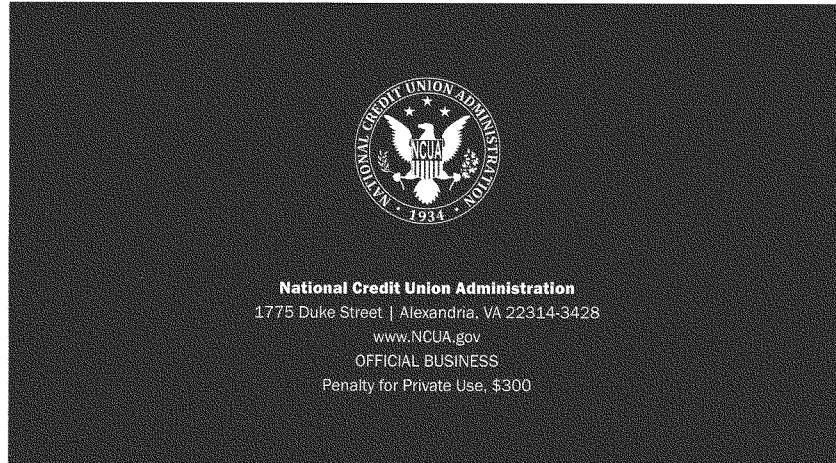 NATIONAL CREDIT UNION ADMINISTRATION
NCUA
· 1934 ·
National Credit Union Administration
1775 Duke Street | Alexandria, VA 22314-3428
www.NCUA.gov
OFFICIAL BUSINESS
Penalty for Private Use, $300